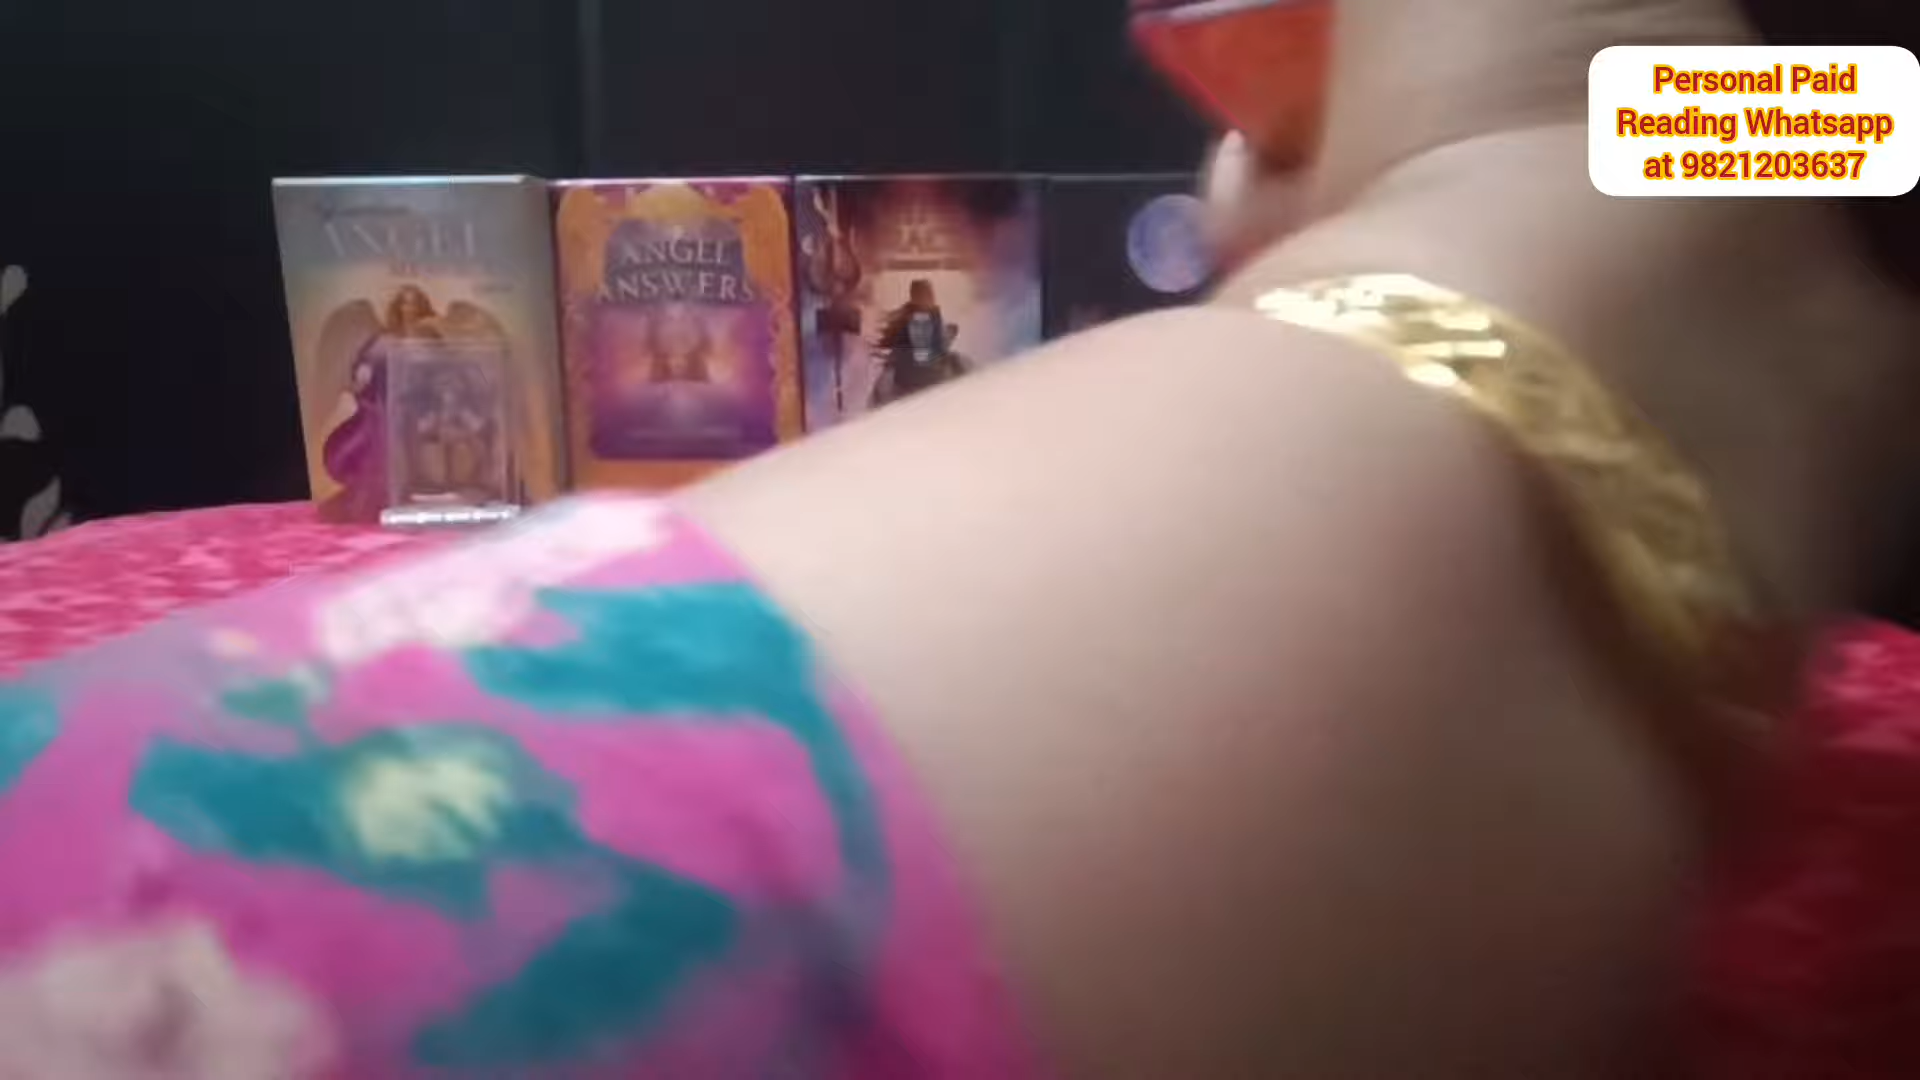 Personal Paid
Reading Whatsapp
at 9821203637
ANGEL
ANGEL
ANSWERS